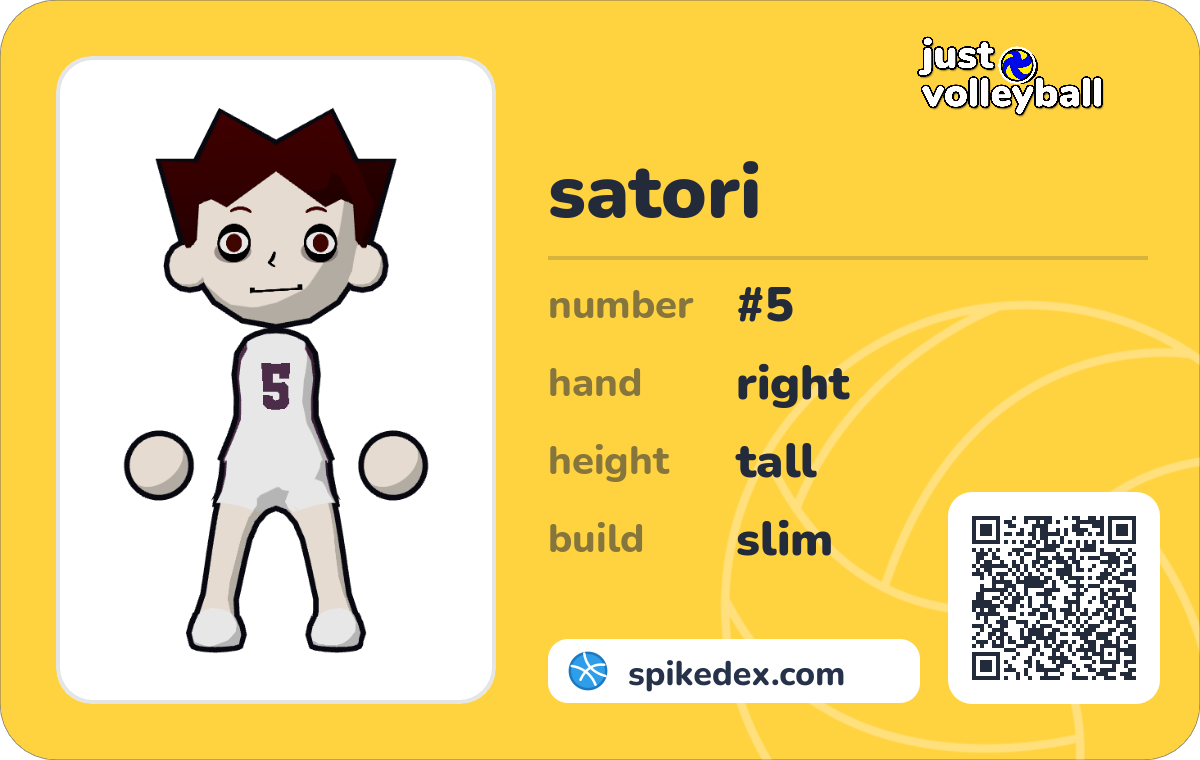 just
volleyball
satori
number #5
hand right
height tall
build slim
5
spikedex.com